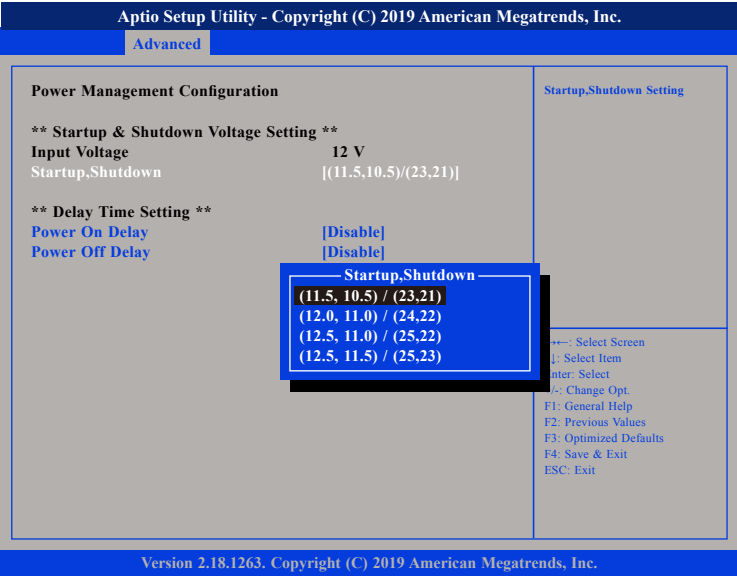 Aptio Setup Utility - Copyright (C) 2019 American Megatrends, Inc.
Advanced
Power Management Configuration
** Startup & Shutdown Voltage Setting **
Input Voltage 12 V
Startup,Shutdown [(11.5,10.5)/(23,21)]
** Delay Time Setting **
Power On Delay [Disable]
Power Off Delay [Disable]
Startup,Shutdown
(11.5, 10.5) / (23,21)
(12.0, 11.0) / (24,22)
(12.5, 11.0) / (25,22)
(12.5, 11.5) / (25,23)
Startup,Shutdown Setting
→←: Select Screen
↓: Select Item
Enter: Select
/-: Change Opt.
F1: General Help
F2: Previous Values
F3: Optimized Defaults
F4: Save & Exit
ESC: Exit
Version 2.18.1263. Copyright (C) 2019 American Megatrends, Inc.